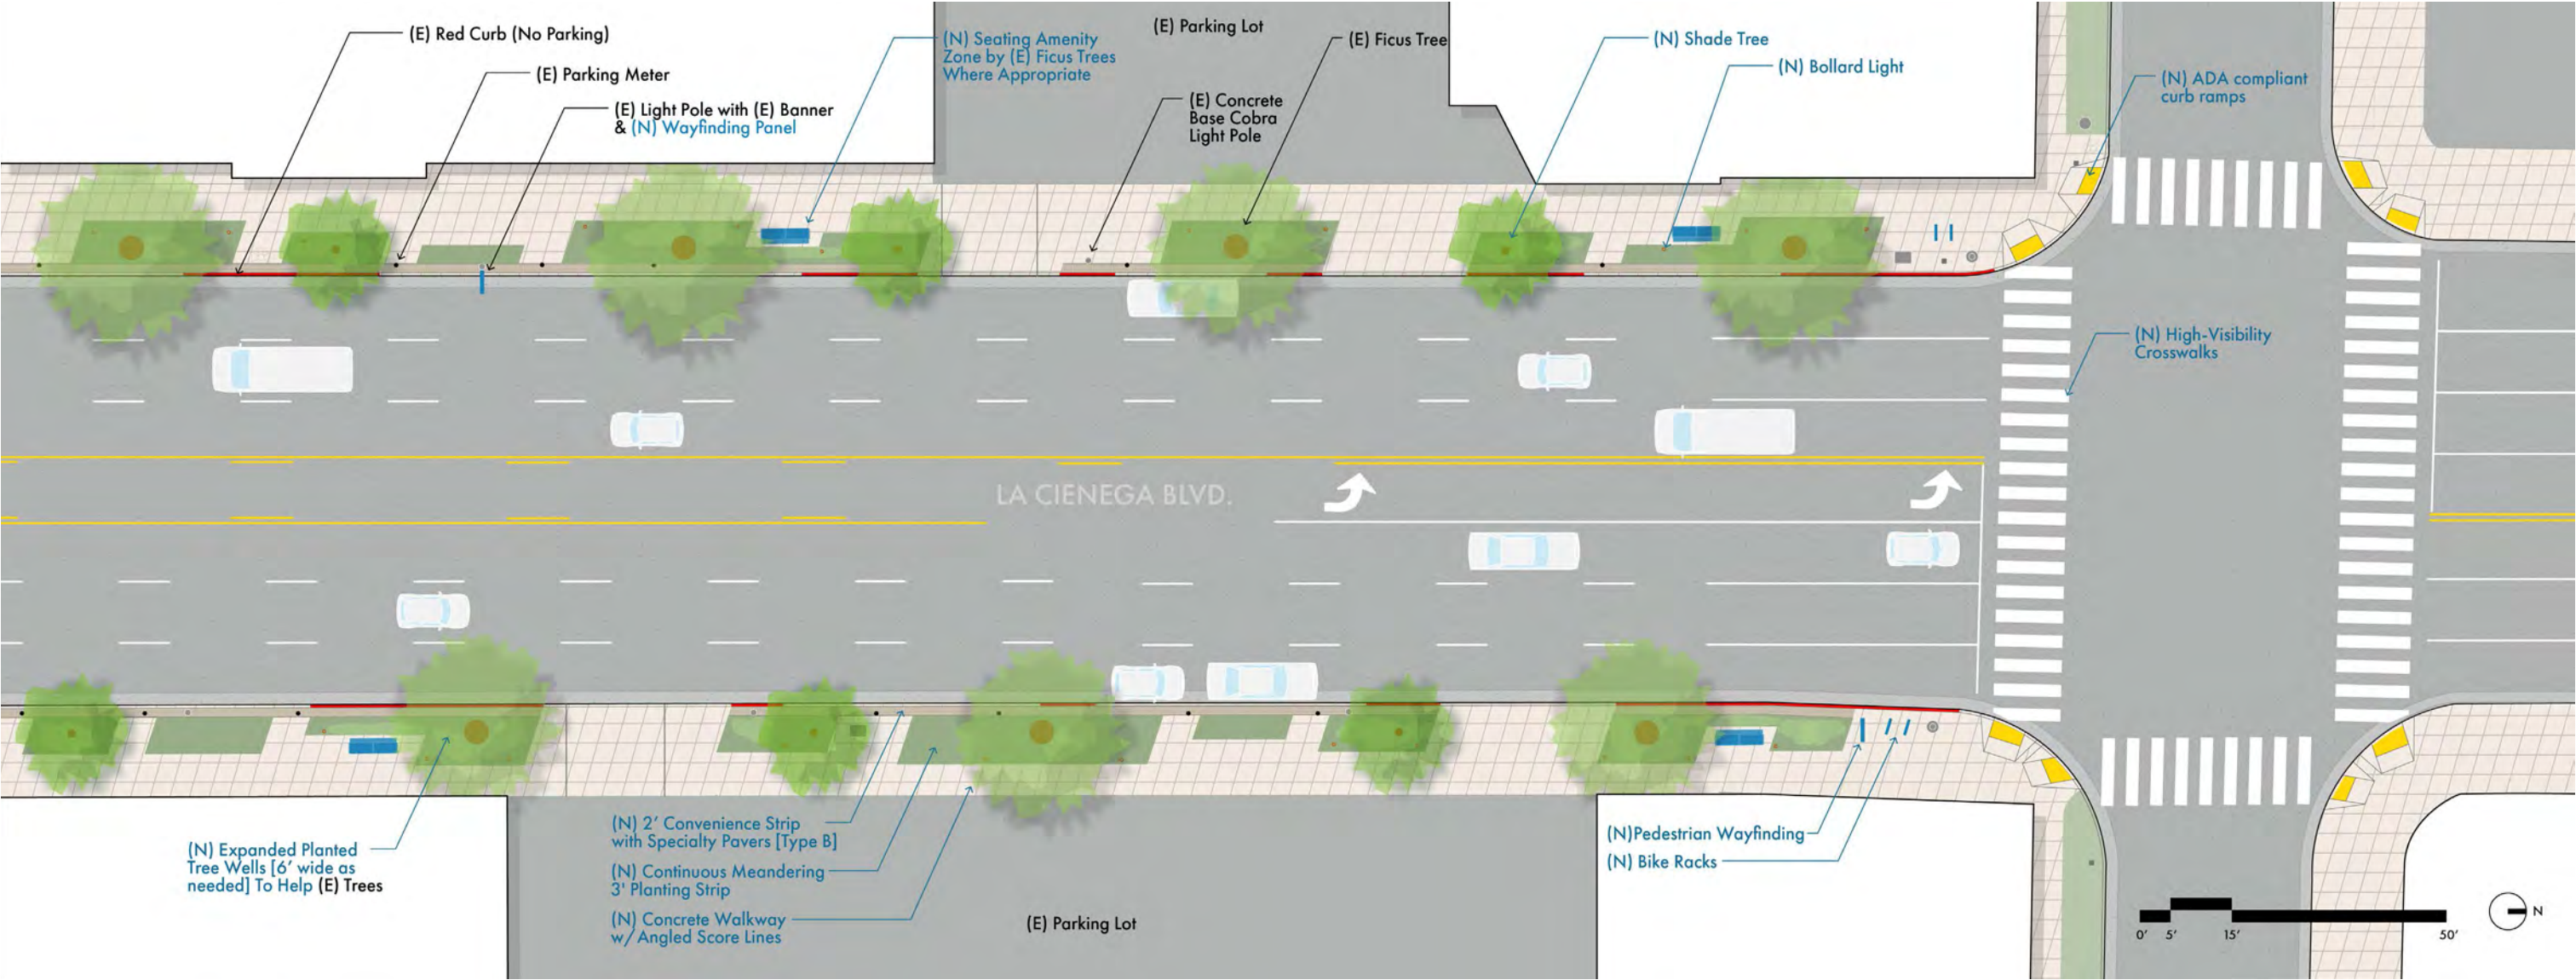 (E) Red Curb (No Parking)
(E) Parking Meter
(E) Light Pole with (E) Banner
& (N) Wayfinding Panel
(N) Seating Amenity
Zone by (E) Ficus Trees
Where Appropriate
(E) Parking Lot
(E) Concrete
Base Cobra
Light Pole
(E) Ficus Tree
(N) Shade Tree
(N) Bollard Light
(N) ADA compliant
curb ramps
(N) High-Visibility
Crosswalks
LA CIENEGA BLVD.
(N) Expanded Planted
Tree Wells [6' wide as
needed] To Help (E) Trees
(N) 2' Convenience Strip
with Specialty Pavers [Type B]
(N) Continuous Meandering
3' Planting Strip
(N) Concrete Walkway
w/Angled Score Lines
(E) Parking Lot
(N)Pedestrian Wayfinding
(N) Bike Racks
0' 5' 15' 50'
N